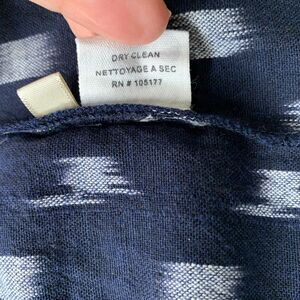 DRY CLEAN
NETTOYAGE A SEC
RN # 105177